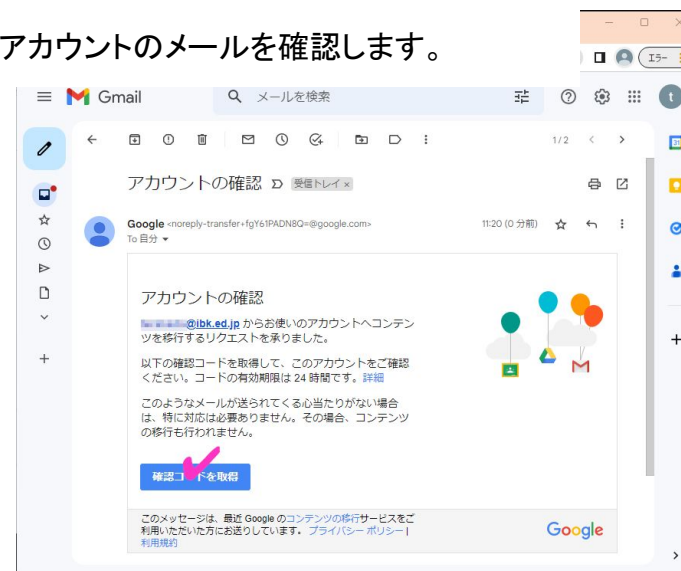 アカウントのメールを確認します。
エラー
Gmail
メールを検索
t
1/2
31
アカウントの確認
受信トレイ ×
Google <noreply-transfer+fgY61PADN8Q=@google.com>
11:20 (0 分前)
To 自分
アカウントの確認
@ibk.ed.jp からお使いのアカウントへコンテン
ツを移行するリクエストを承りました。
以下の確認コードを取得して、このアカウントをご確認
ください。コードの有効期限は 24 時間です。詳細
このようなメールが送られてくる心当たりがない場合
は、特に対応は必要ありません。その場合、コンテンツ
の移行も行われません。
確認コードを取得
このメッセージは、最近 Google のコンテンツの移行サービスをご
利用いただいた方にお送りしています。 プライバシー ポリシー |
利用規約
Google